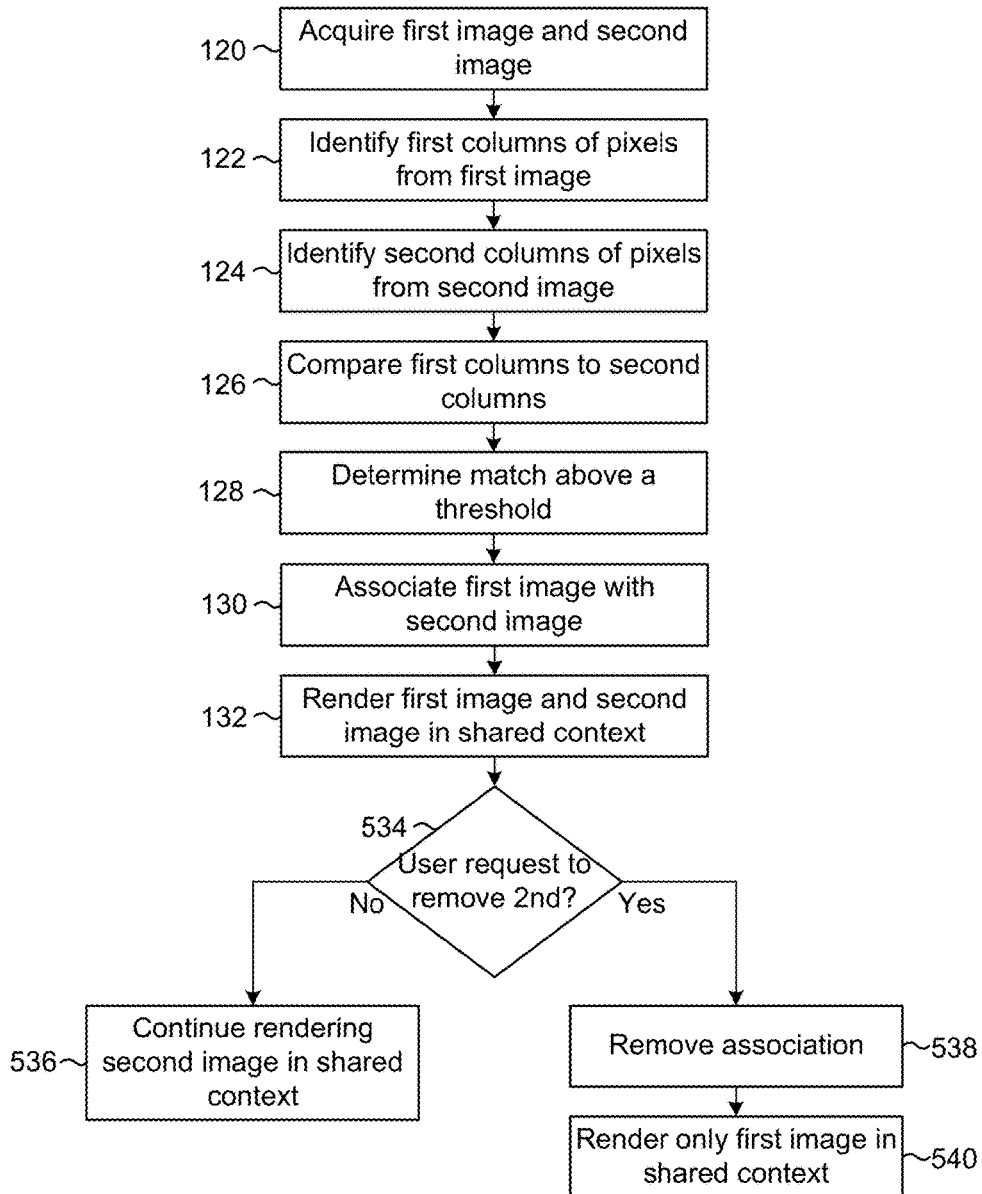 120
Acquire first image and second
image
122
Identify first columns of pixels
from first image
124
Identify second columns of pixels
from second image
126
Compare first columns to second
columns
128
Determine match above a
threshold
130
Associate first image with
second image
132
Render first image and second
image in shared context
534
User request to
remove 2nd?
No
Yes
536
Continue rendering
second image in shared
context
Remove association
538
Render only first image in
shared context
540